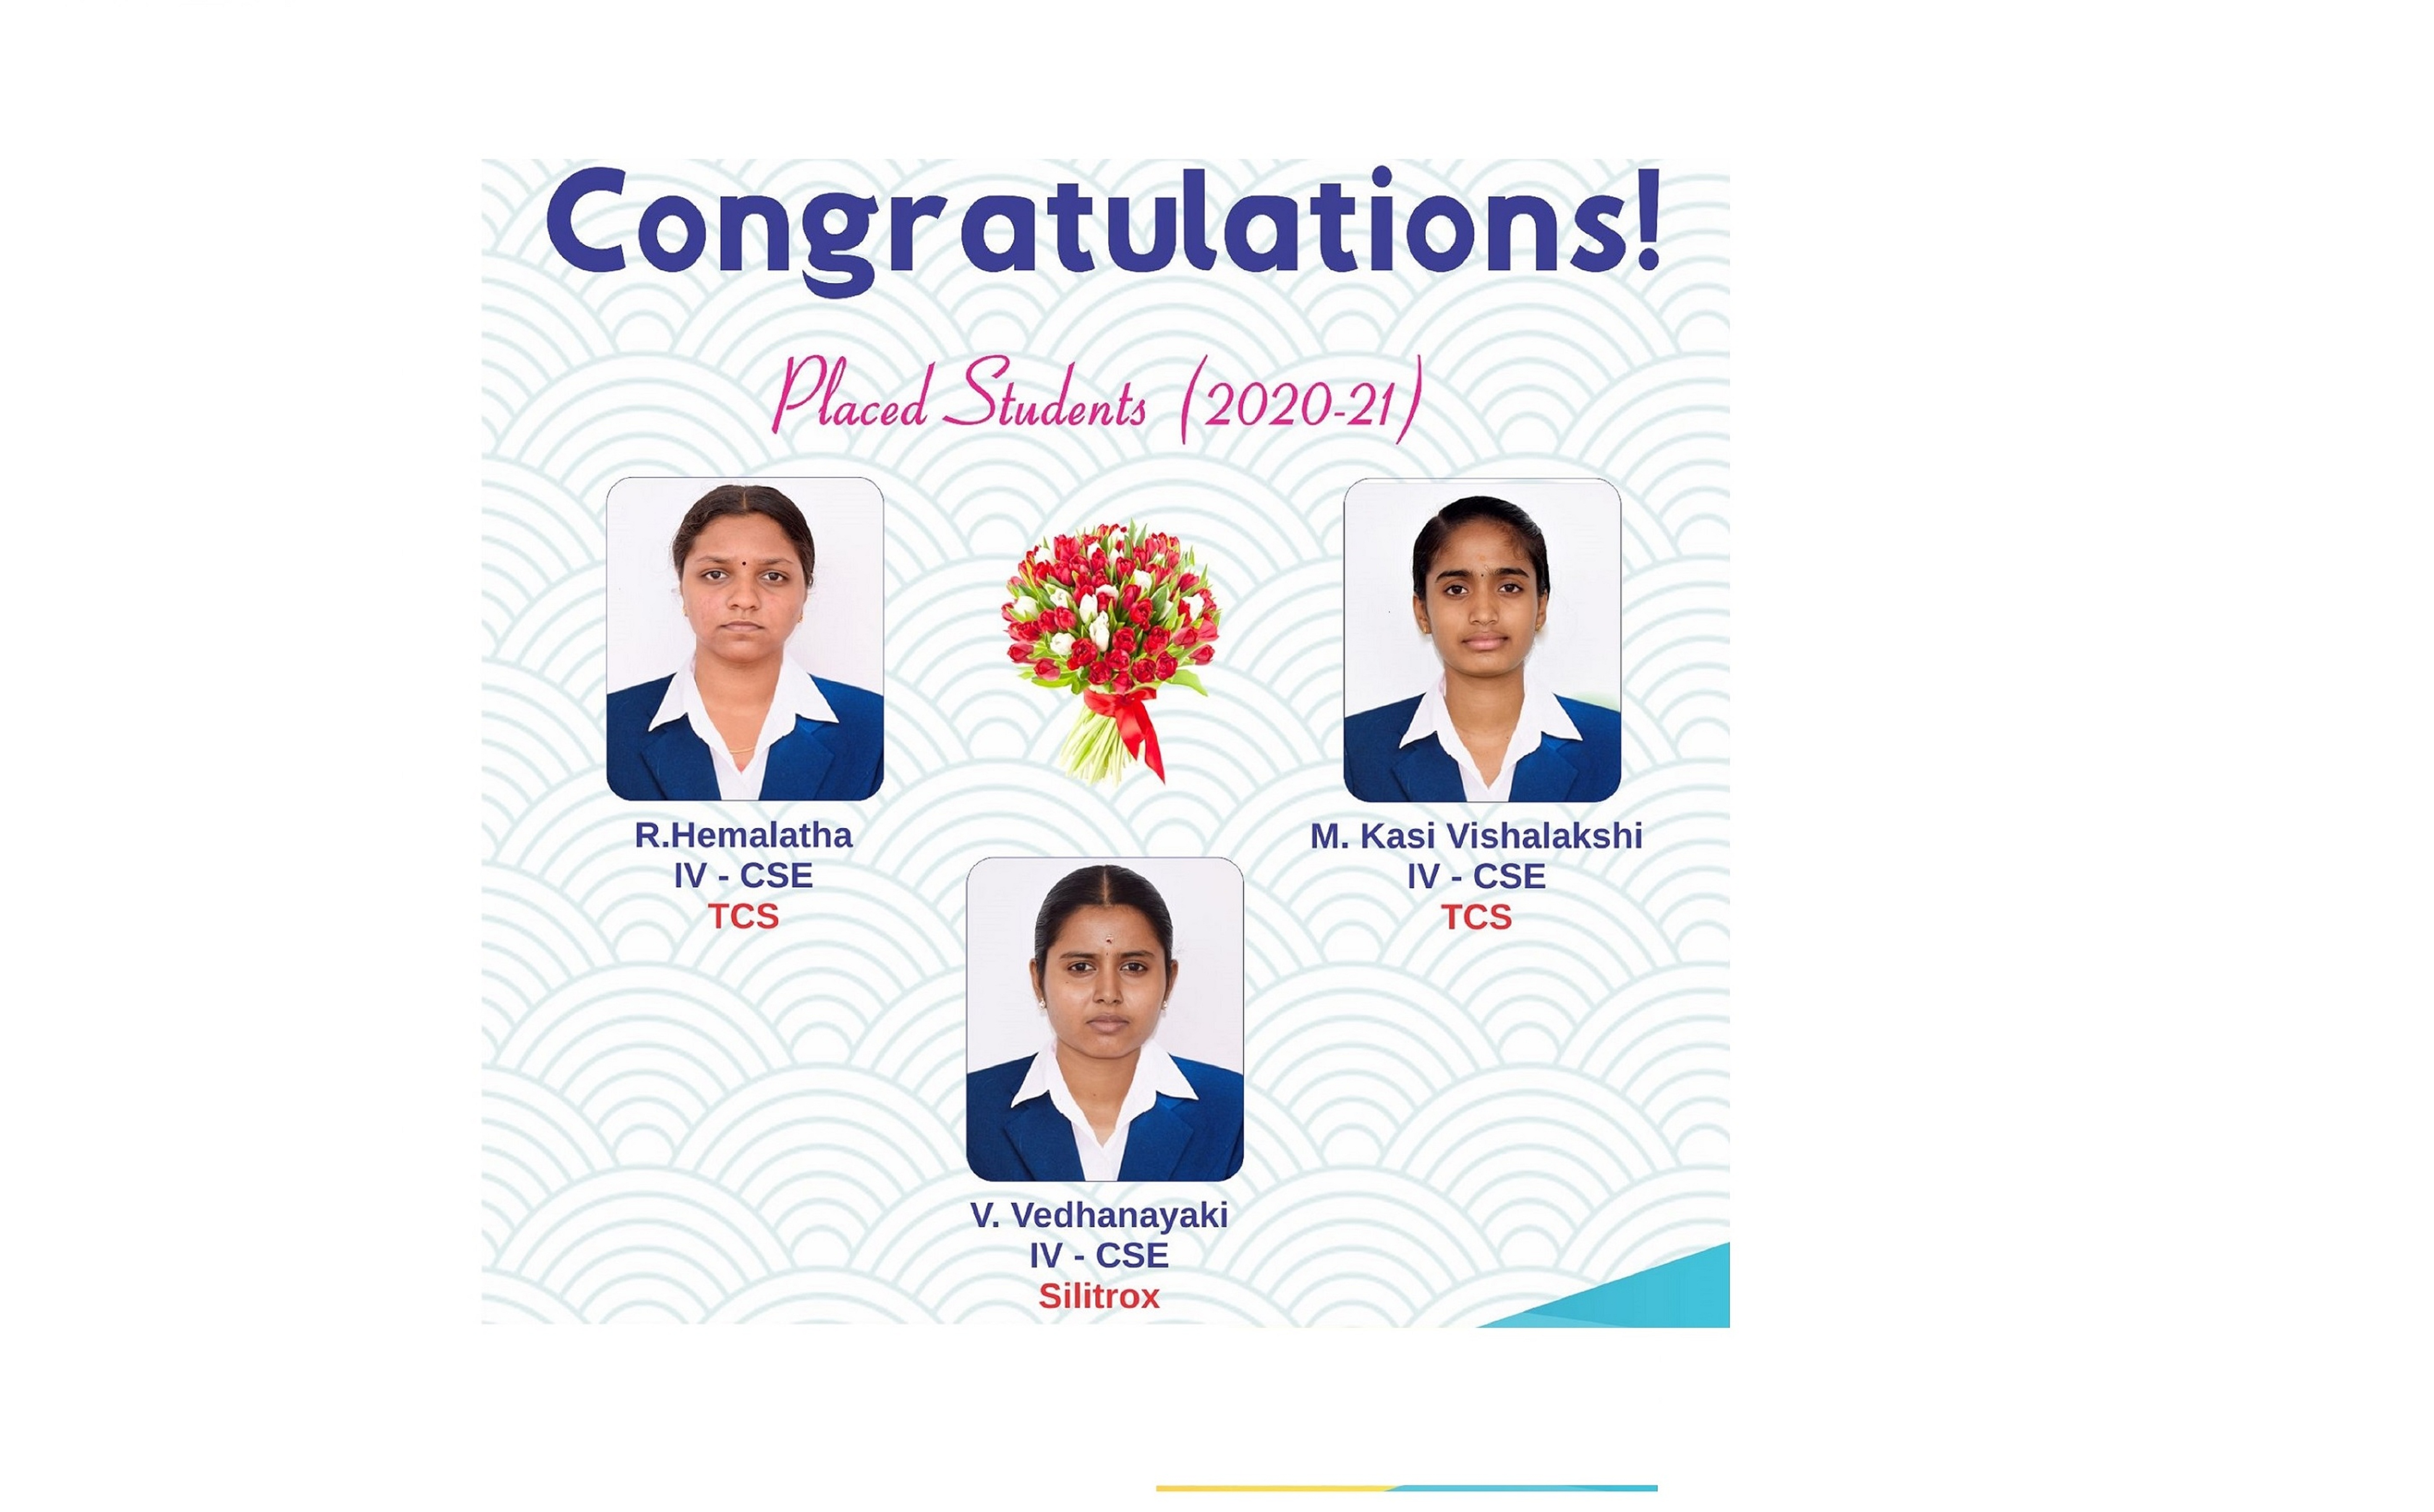 Congratulations!
Placed Students (2020-21)
R.Hemalatha
IV - CSE
TCS
M. Kasi Vishalakshi
IV - CSE
TCS
V. Vedhanayaki
IV - CSE
Silitrox